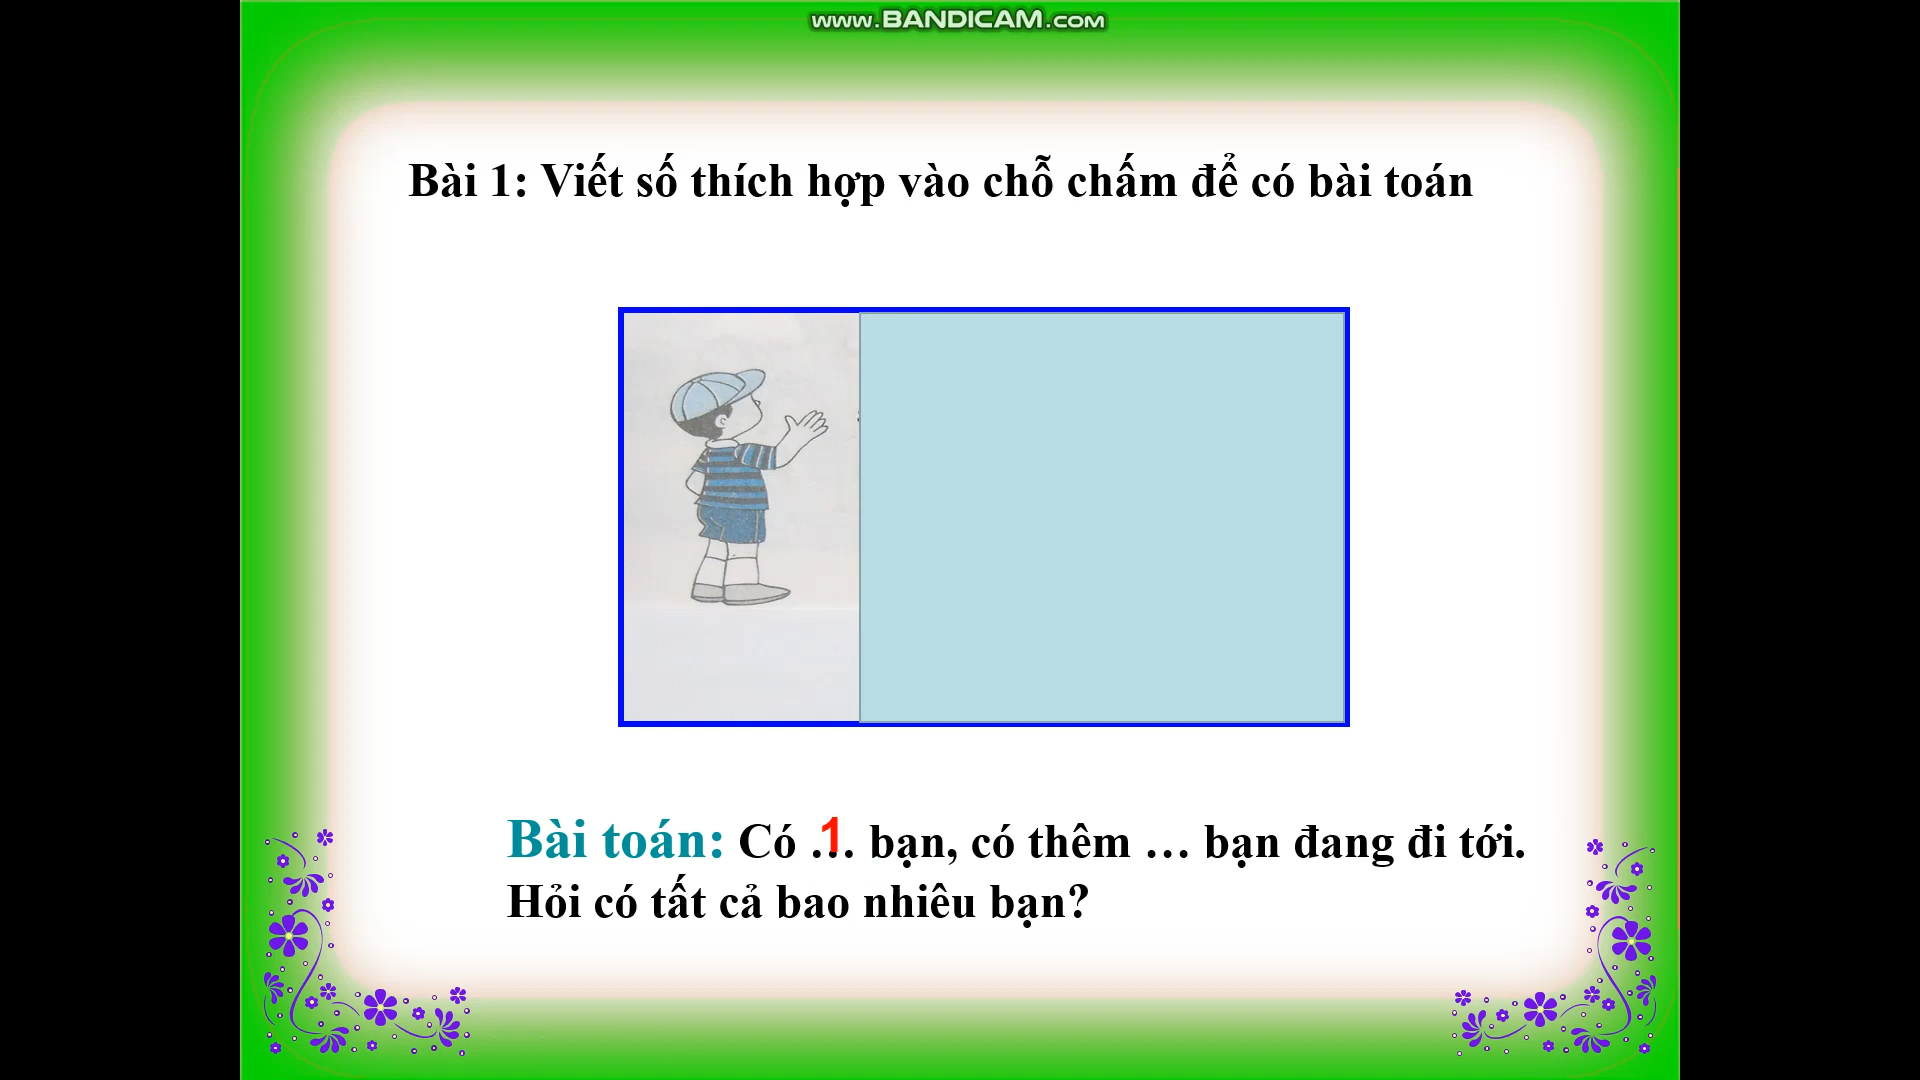 www.BANDICAM.com
Bài 1: Viết số thích hợp vào chỗ chấm để có bài toán
Bài toán: Có 1... bạn, có thêm … bạn đang đi tới.
Hỏi có tất cả bao nhiêu bạn?